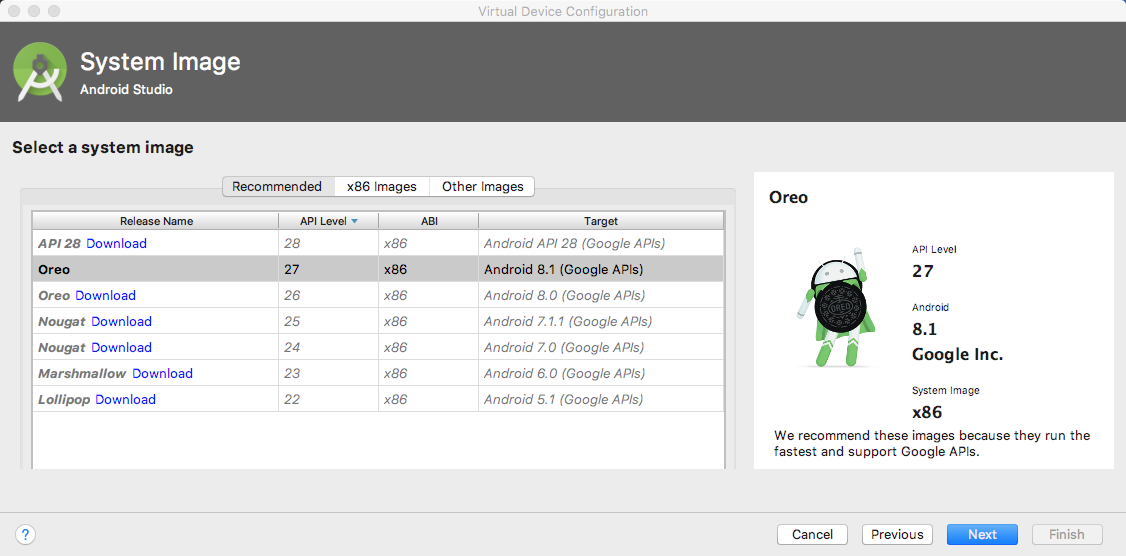 Virtual Device Configuration
System Image
Android Studio
Select a system image
Recommended x86 Images Other Images
Release Name API Level ABI Target
API 28 Download 28 x86 Android API 28 (Google APIs)
Oreo 27 x86 Android 8.1 (Google APIs)
Oreo Download 26 x86 Android 8.0 (Google APIs)
Nougat Download 25 x86 Android 7.1.1 (Google APIs)
Nougat Download 24 x86 Android 7.0 (Google APIs)
Marshmallow Download 23 x86 Android 6.0 (Google APIs)
Lollipop Download 22 x86 Android 5.1 (Google APIs)
Oreo
OREO
API Level
27
Android
8.1
Google Inc.
System Image
x86
We recommend these images because they run the
fastest and support Google APIs.
? Cancel Previous Next Finish